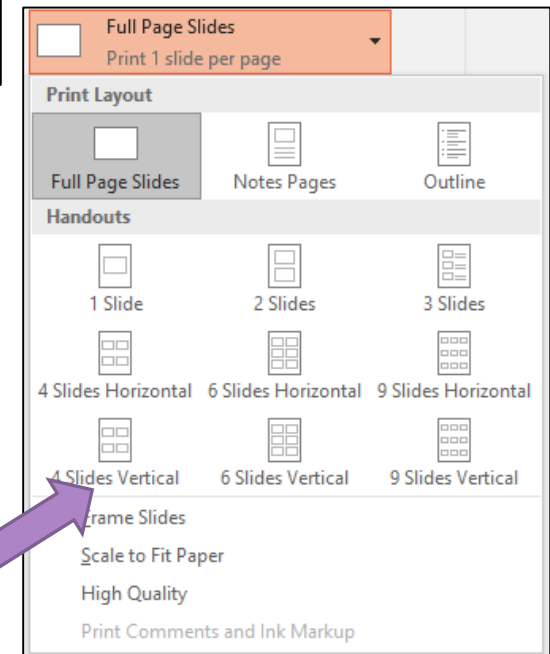 Full Page Slides
Print 1 slide per page
Print Layout
Full Page Slides Notes Pages Outline
Handouts
1 Slide 2 Slides 3 Slides
4 Slides Horizontal 6 Slides Horizontal 9 Slides Horizontal
4 Slides Vertical 6 Slides Vertical 9 Slides Vertical
Frame Slides
Scale to Fit Paper
High Quality
Print Comments and Ink Markup